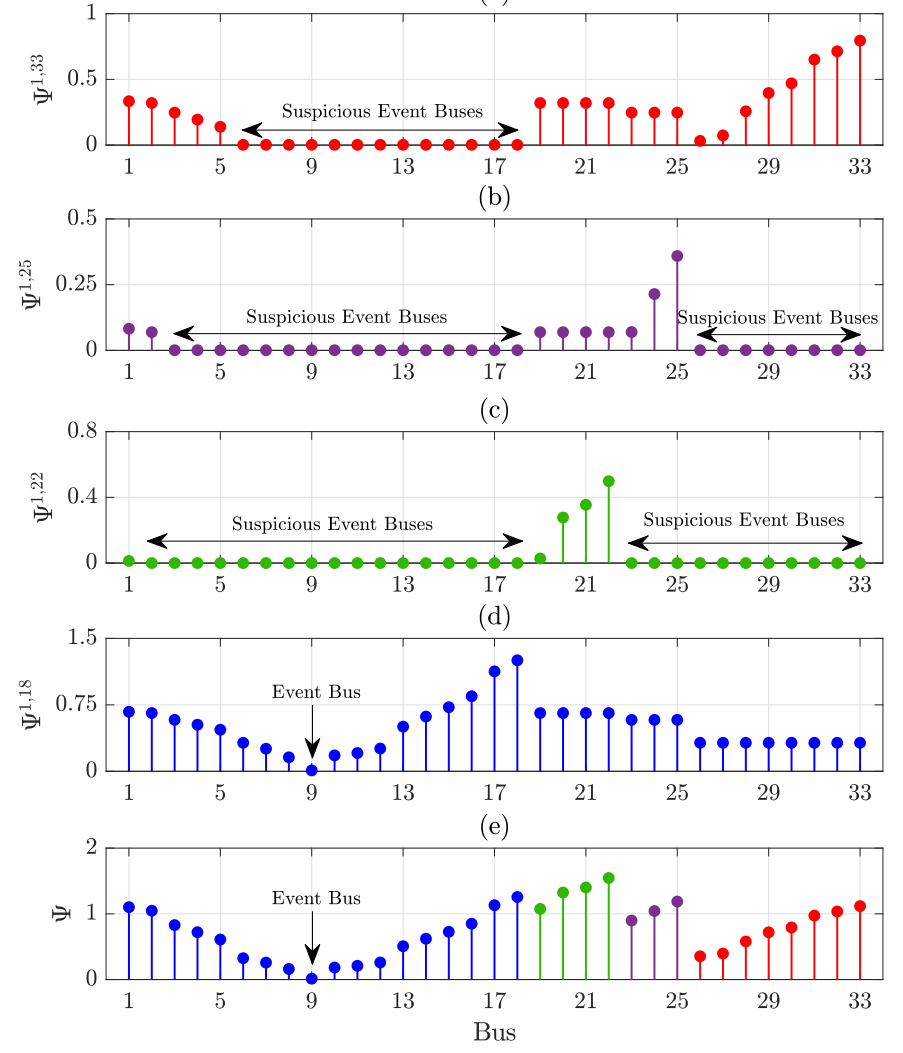 1
0.5
0
Ψ^1,33
Suspicious Event Buses
1 5 9 13 17 21 25 29 33
(b)
0.5
0.25
0
Ψ^1,25
Suspicious Event Buses
Suspicious Event Buses
1 5 9 13 17 21 25 29 33
(c)
0.8
0.4
0
Ψ^1,22
Suspicious Event Buses
Suspicious Event Buses
1 5 9 13 17 21 25 29 33
(d)
1.5
0.75
0
Ψ^1,18
Event Bus
1 5 9 13 17 21 25 29 33
(e)
2
1
0
Ψ
Event Bus
1 5 9 13 17 21 25 29 33
Bus